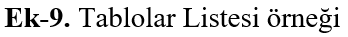 Ek-9. Tablolar Listesi örneği